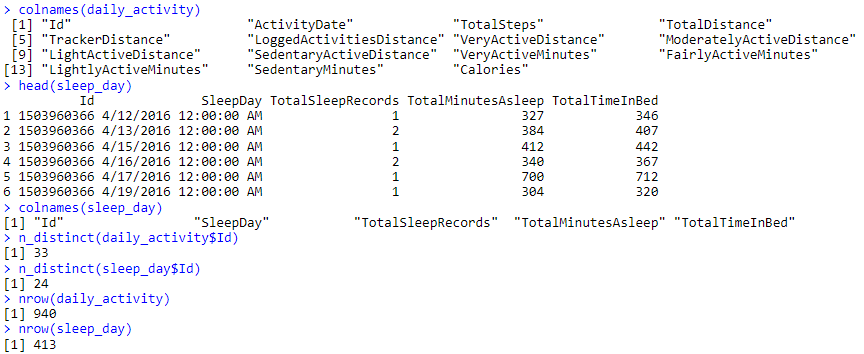 > colnames(daily_activity)
 [1] "Id"                       "ActivityDate"             "TotalSteps"               "TotalDistance"
 [5] "TrackerDistance"          "LoggedActivitiesDistance" "VeryActiveDistance"       "ModeratelyActiveDistance"
 [9] "LightActiveDistance"      "SedentaryActiveDistance"  "VeryActiveMinutes"        "FairlyActiveMinutes"
[13] "LightlyActiveMinutes"     "SedentaryMinutes"         "Calories"
> head(sleep_day)
          Id              SleepDay TotalSleepRecords TotalMinutesAsleep TotalTimeInBed
1 1503960366 4/12/2016 12:00:00 AM                 1                327            346
2 1503960366 4/13/2016 12:00:00 AM                 2                384            407
3 1503960366 4/15/2016 12:00:00 AM                 1                412            442
4 1503960366 4/16/2016 12:00:00 AM                 2                340            367
5 1503960366 4/17/2016 12:00:00 AM                 1                700            712
6 1503960366 4/19/2016 12:00:00 AM                 1                304            320
> colnames(sleep_day)
[1] "Id"                 "SleepDay"           "TotalSleepRecords"  "TotalMinutesAsleep" "TotalTimeInBed"
> n_distinct(daily_activity$Id)
[1] 33
> n_distinct(sleep_day$Id)
[1] 24
> nrow(daily_activity)
[1] 940
> nrow(sleep_day)
[1] 413